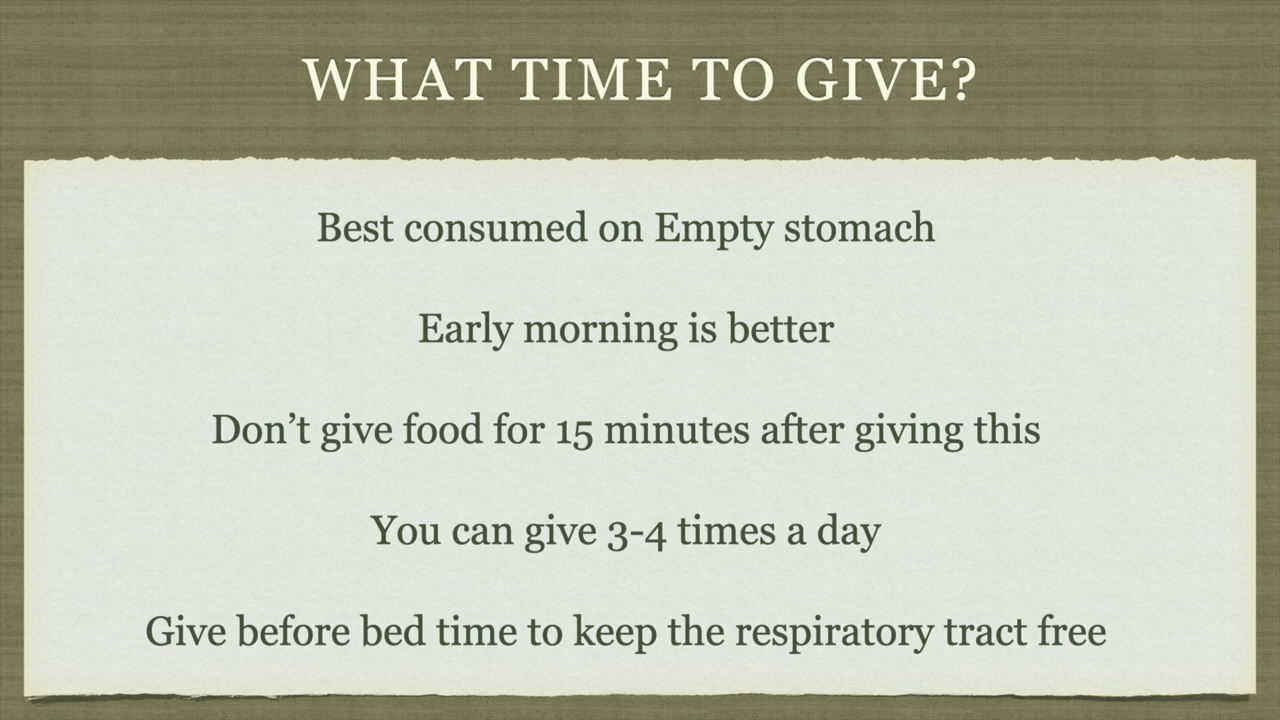 WHAT TIME TO GIVE?
Best consumed on Empty stomach
Early morning is better
Don’t give food for 15 minutes after giving this
You can give 3-4 times a day
Give before bed time to keep the respiratory tract free